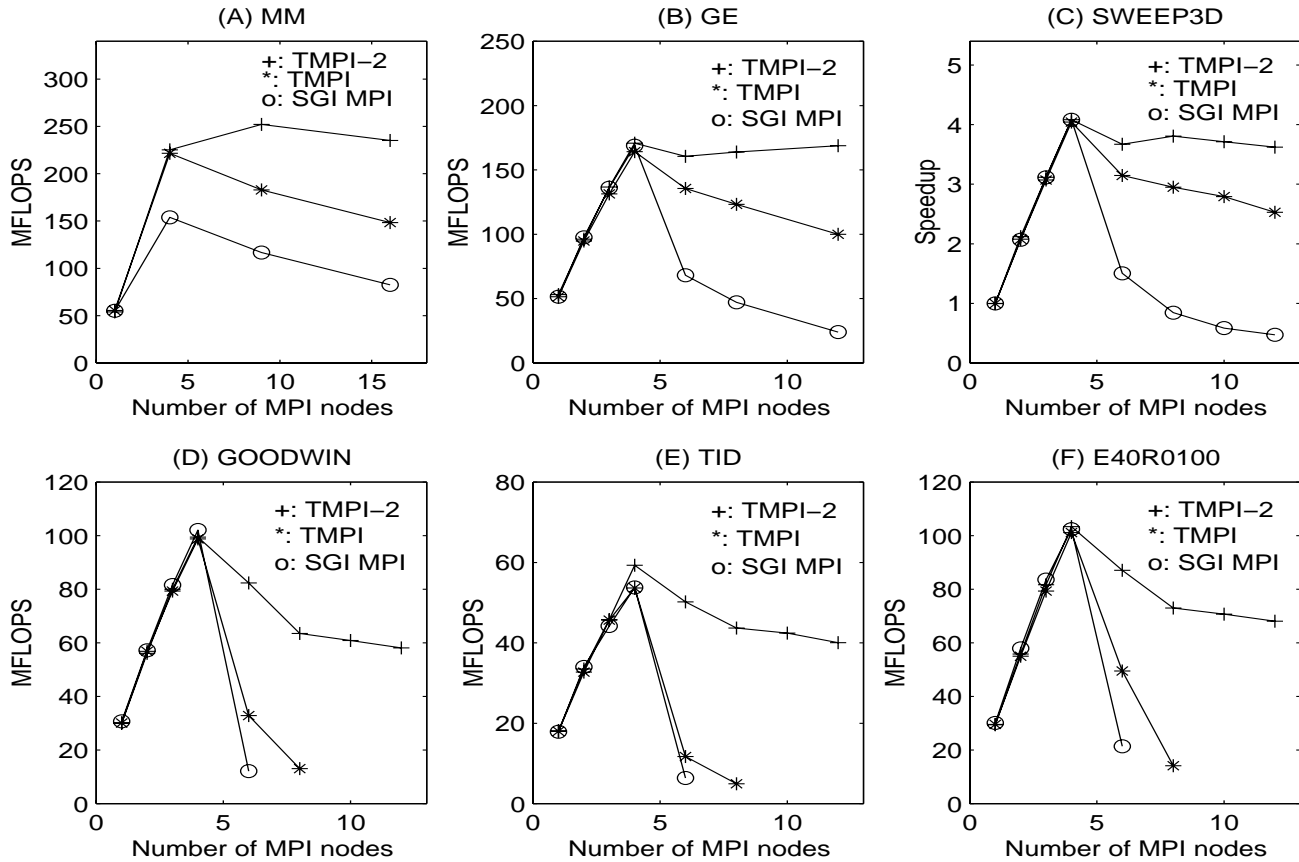 (A) MM
MFLOPS
350
300
250
200
150
100
50
0
0 5 10 15
Number of MPI nodes
+: TMPI−2
*: TMPI
o: SGI MPI
(B) GE
MFLOPS
250
200
150
100
50
0
0 5 10
Number of MPI nodes
+: TMPI−2
*: TMPI
o: SGI MPI
(C) SWEEP3D
Speedup
5
4
3
2
1
0
0 5 10
Number of MPI nodes
+: TMPI−2
*: TMPI
o: SGI MPI
(D) GOODWIN
MFLOPS
120
100
80
60
40
20
0
0 5 10
Number of MPI nodes
+: TMPI−2
*: TMPI
o: SGI MPI
(E) TID
MFLOPS
80
60
40
20
0
0 5 10
Number of MPI nodes
+: TMPI−2
*: TMPI
o: SGI MPI
(F) E40R0100
MFLOPS
120
100
80
60
40
20
0
0 5 10
Number of MPI nodes
+: TMPI−2
*: TMPI
o: SGI MPI